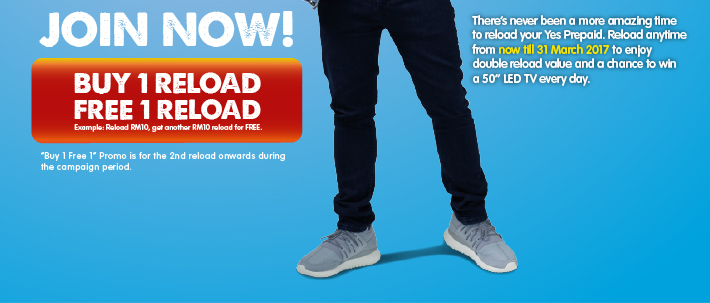 JOIN NOW!
BUY 1 RELOAD
FREE 1 RELOAD
Example: Reload RM10, get another RM10 reload for FREE.
"Buy 1 Free 1" Promo is for the 2nd reload onwards during
the campaign period.
There's never been a more amazing time
to reload your Yes Prepaid. Reload anytime
from now till 31 March 2017 to enjoy
double reload value and a chance to win
a 50" LED TV every day.